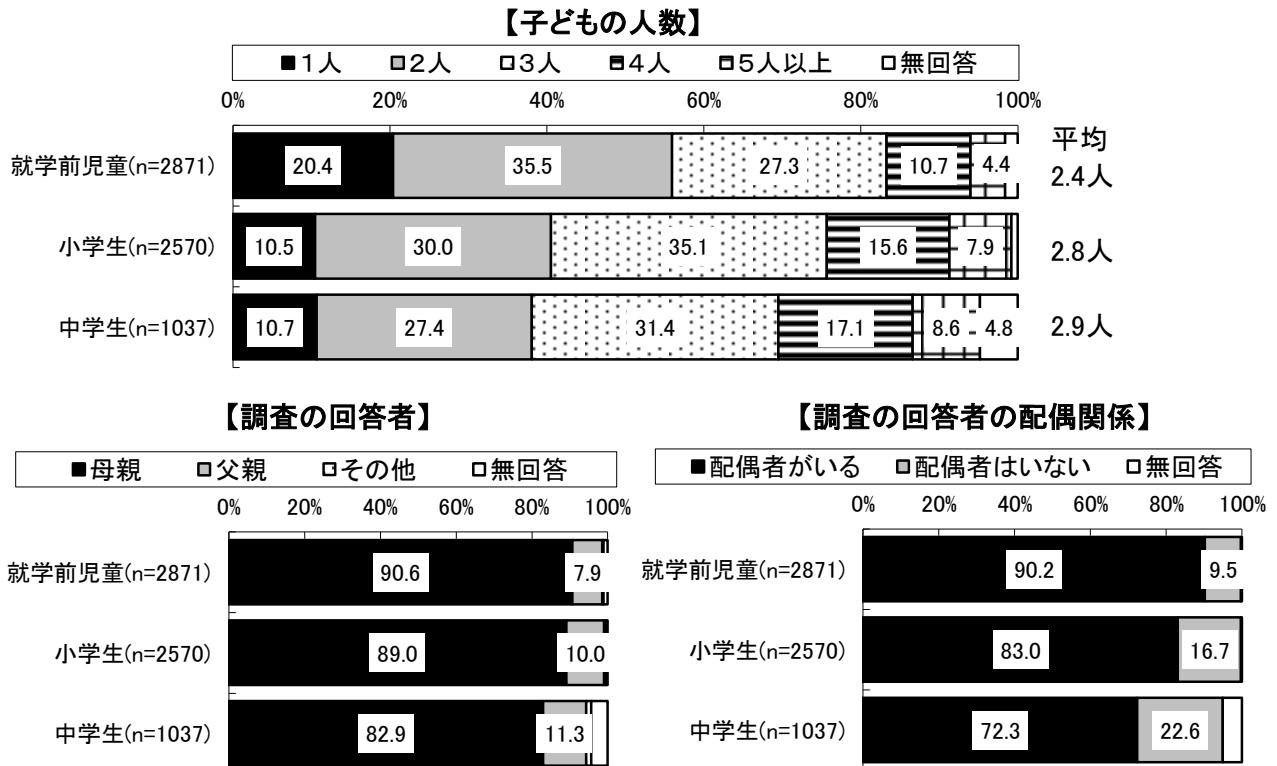 【子どもの人数】
■1人 ■2人 □3人 ■4人 □5人以上 □無回答
0% 20% 40% 60% 80% 100%
平均
就学前児童(n=2871) 20.4 35.5 27.3 10.7 4.4 2.4人
小学生(n=2570) 10.5 30.0 35.1 15.6 7.9 2.8人
中学生(n=1037) 10.7 27.4 31.4 17.1 8.6 4.8 2.9人
【調査の回答者】
■母親 ■父親 □その他 □無回答
0% 20% 40% 60% 80% 100%
就学前児童(n=2871) 90.6 7.9
小学生(n=2570) 89.0 10.0
中学生(n=1037) 82.9 11.3
【調査の回答者の配偶関係】
■配偶者がいる ■配偶者はいない □無回答
0% 20% 40% 60% 80% 100%
就学前児童(n=2871) 90.2 9.5
小学生(n=2570) 83.0 16.7
中学生(n=1037) 72.3 22.6